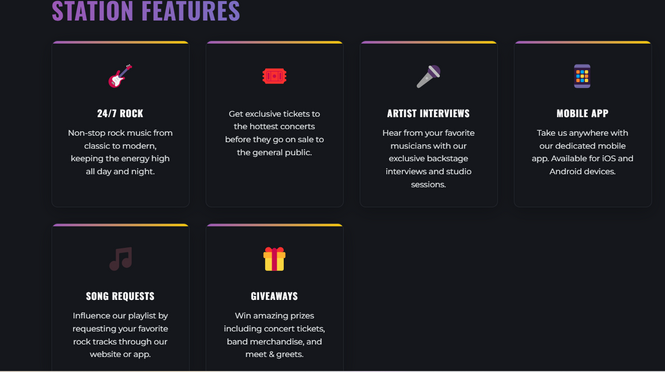 STATION FEATURES
24/7 ROCK
Non-stop rock music from
classic to modern,
keeping the energy high
all day and night.
Get exclusive tickets to
the hottest concerts
before they go on sale to
the general public.
ARTIST INTERVIEWS
Hear from your favorite
musicians with our
exclusive backstage
interviews and studio
sessions.
MOBILE APP
Take us anywhere with
our dedicated mobile
app. Available for iOS and
Android devices.
SONG REQUESTS
Influence our playlist by
requesting your favorite
rock tracks through our
website or app.
GIVEAWAYS
Win amazing prizes
including concert tickets,
band merchandise, and
meet & greets.